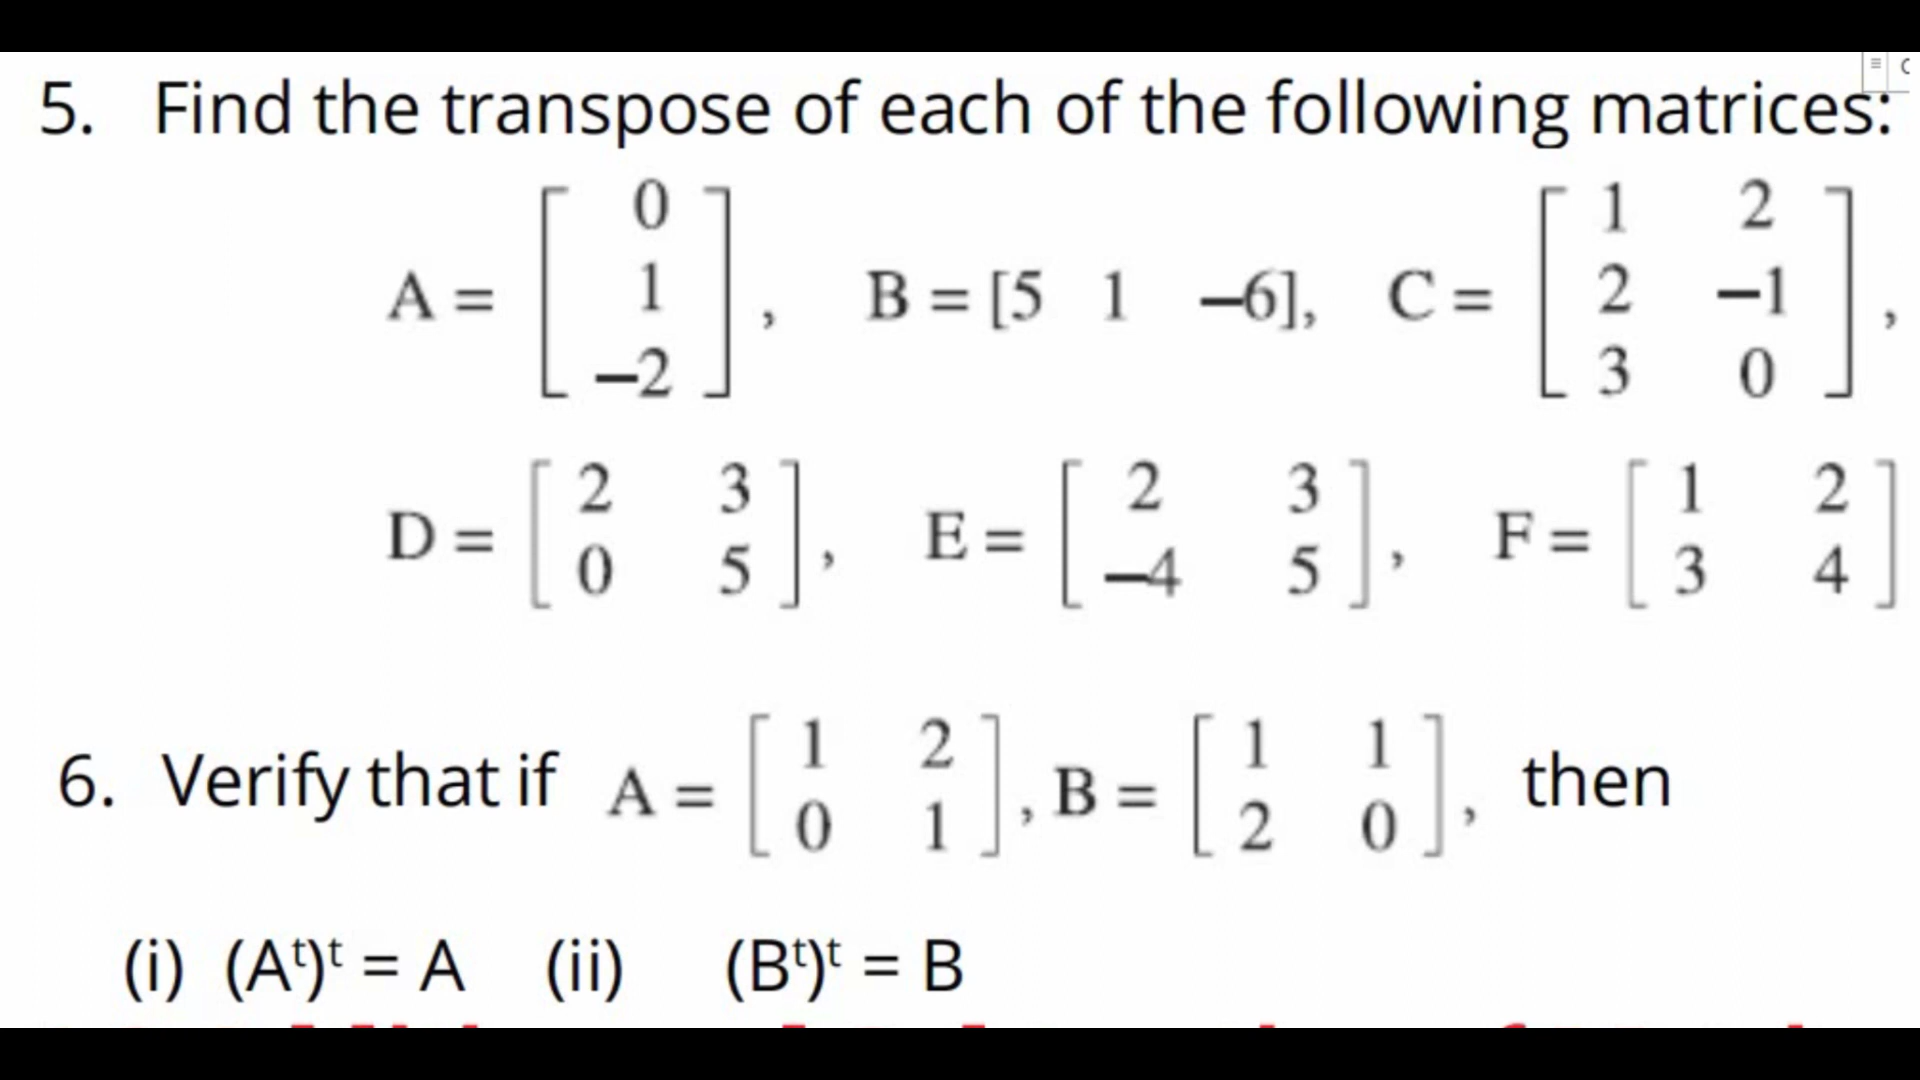 5. Find the transpose of each of the following matrices:
A = [ 0
1
–2 ], B = [5 1 –6], C = [ 1 2
2 –1
3 0 ],
D = [ 2 3
0 5 ], E = [ 2 3
–4 5 ], F = [ 1 2
3 4 ]
6. Verify that if A = [ 1 2
0 1 ], B = [ 1 1
2 0 ], then
(i) (Aᵗ)ᵗ = A (ii) (Bᵗ)ᵗ = B